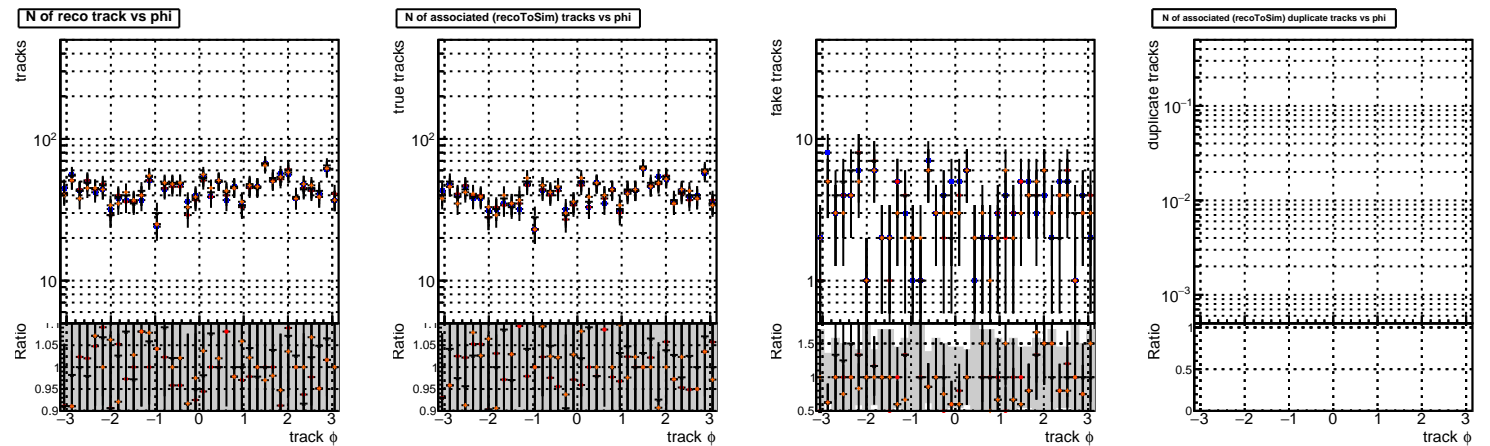 N of reco track vs phi
tracks
10²
10
Ratio
1.1
1.05
1
0.95
0.9
−3 −2 −1 0 1 2 3
track ϕ
N of associated (recoToSim) tracks vs phi
true tracks
10²
10
Ratio
1.1
1.05
1
0.95
0.9
−3 −2 −1 0 1 2 3
track ϕ
fake tracks
10
1
Ratio
1.5
1
0.5
−3 −2 −1 0 1 2 3
track ϕ
N of associated (recoToSim) duplicate tracks vs phi
duplicate tracks
10⁻¹
10⁻²
10⁻³
Ratio
1
0.5
0
−3 −2 −1 0 1 2 3
track ϕ